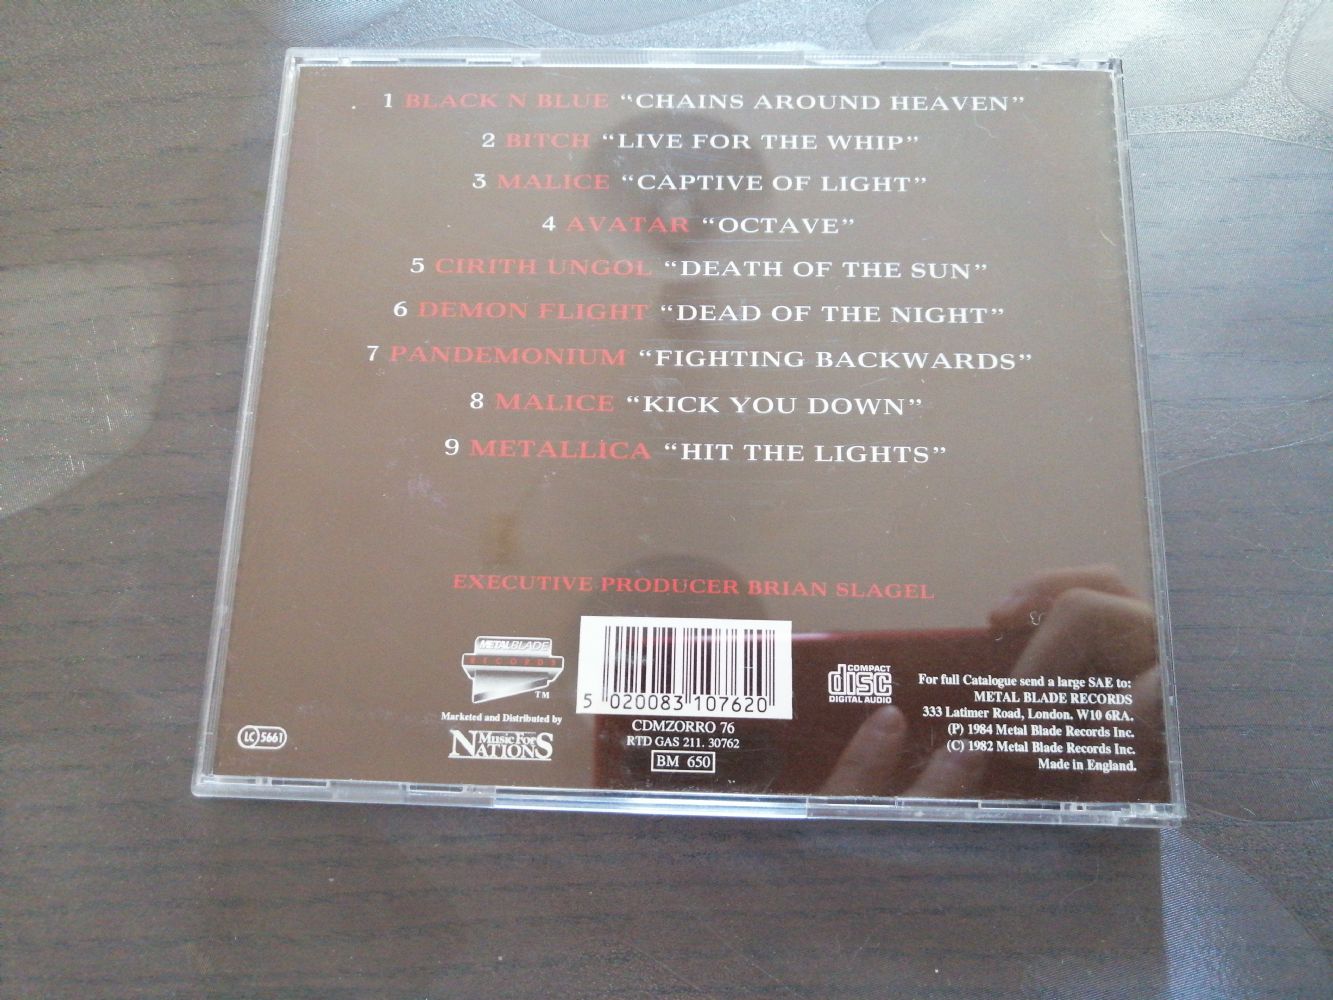 1 BLACK 'N BLUE “CHAINS AROUND HEAVEN”
2 BITCH “LIVE FOR THE WHIP”
3 MALICE “CAPTIVE OF LIGHT”
4 AVATAR “OCTAVE”
5 CIRITH UNGOL “DEATH OF THE SUN”
6 DEMON FLIGHT “DEAD OF THE NIGHT”
7 PANDEMONIUM “FIGHTING BACKWARDS”
8 MALICE “KICK YOU DOWN”
9 METALLICA “HIT THE LIGHTS”
EXECUTIVE PRODUCER BRIAN SLAGEL
METAL BLADE
RECORDS
TM
Marketed and Distributed by
Music For
NATIONS
LC 5661
5 020083 107620
CDMZORRO 76
RTD GAS 211. 30762
BM 650
COMPACT
disc
DIGITAL AUDIO
For full Catalogue send a large SAE to:
METAL BLADE RECORDS
333 Latimer Road, London. W10 6RA.
(P) 1984 Metal Blade Records Inc.
(C) 1982 Metal Blade Records Inc.
Made in England.